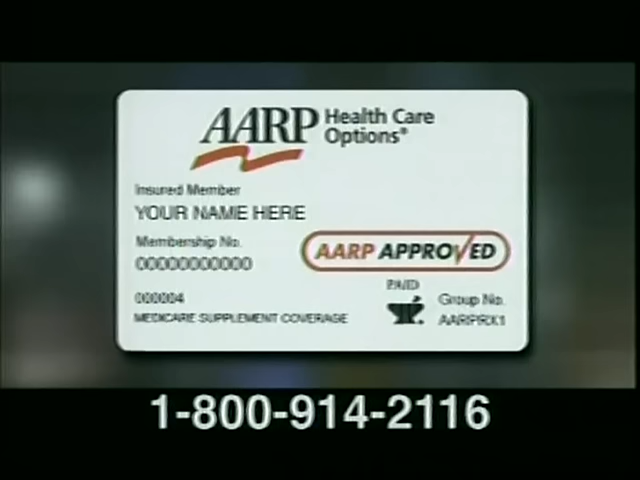 AARP Health Care
Options®
Insured Member
YOUR NAME HERE
Membership No.
00000000000
AARP APPROVED
000004
PAID
Group No.
MEDICARE SUPPLEMENT COVERAGE
AARPRX1
1-800-914-2116